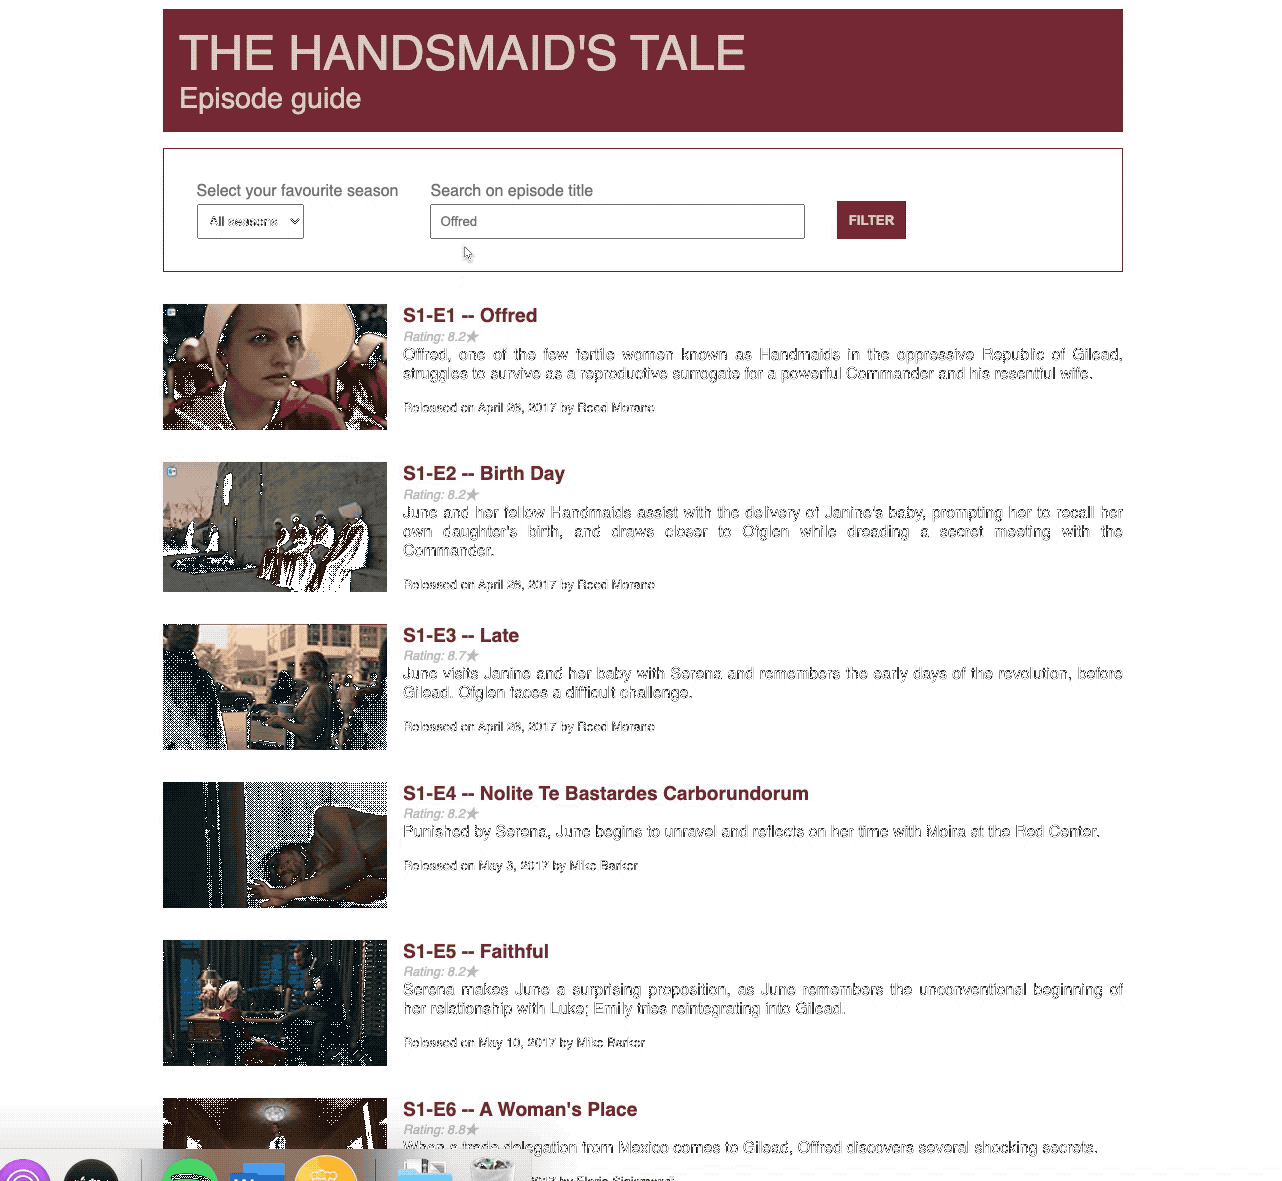 THE HANDSMAID'S TALE
Episode guide
Select your favourite season
Search on episode title
All seasons
Offred
FILTER
S1-E1 -- Offred
Rating: 8.2★
Offred, one of the few fertile women known as Handmaids in the oppressive Republic of Gilead,
struggles to survive as a reproductive surrogate for a powerful Commander and his resentful wife.
Released on April 26, 2017 by Reed Morano
S1-E2 -- Birth Day
Rating: 8.2★
June and her fellow Handmaids assist with the delivery of Janine's baby, prompting her to recall her
own daughter's birth, and draws closer to Ofglen while dreading a secret meeting with the
Commander.
Released on April 26, 2017 by Reed Morano
S1-E3 -- Late
Rating: 8.7★
June visits Janine and her baby with Serena and remembers the early days of the revolution, before
Gilead. Ofglen faces a difficult challenge.
Released on April 26, 2017 by Reed Morano
S1-E4 -- Nolite Te Bastardes Carborundorum
Rating: 8.2★
Punished by Serena, June begins to unravel and reflects on her time with Moira at the Red Center.
Released on May 3, 2017 by Mike Barker
S1-E5 -- Faithful
Rating: 8.2★
Serena makes June a surprising proposition, as June remembers the unconventional beginning of
her relationship with Luke; Emily tries reintegrating into Gilead.
Released on May 10, 2017 by Mike Barker
S1-E6 -- A Woman's Place
Rating: 8.8★
When a trade delegation from Mexico comes to Gilead, Offred discovers several shocking secrets.